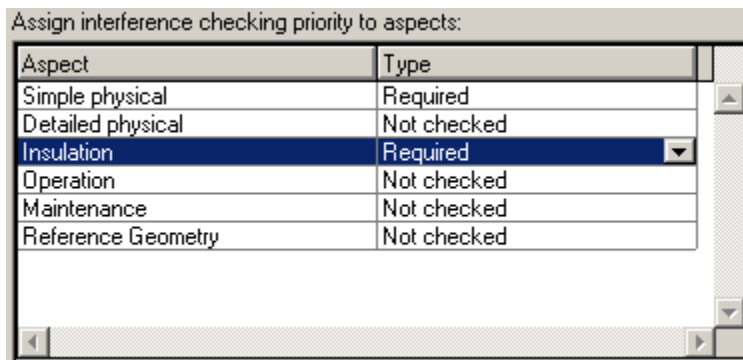 Assign interference checking priority to aspects:
Aspect Type
Simple physical Required
Detailed physical Not checked
Insulation Required
Operation Not checked
Maintenance Not checked
Reference Geometry Not checked